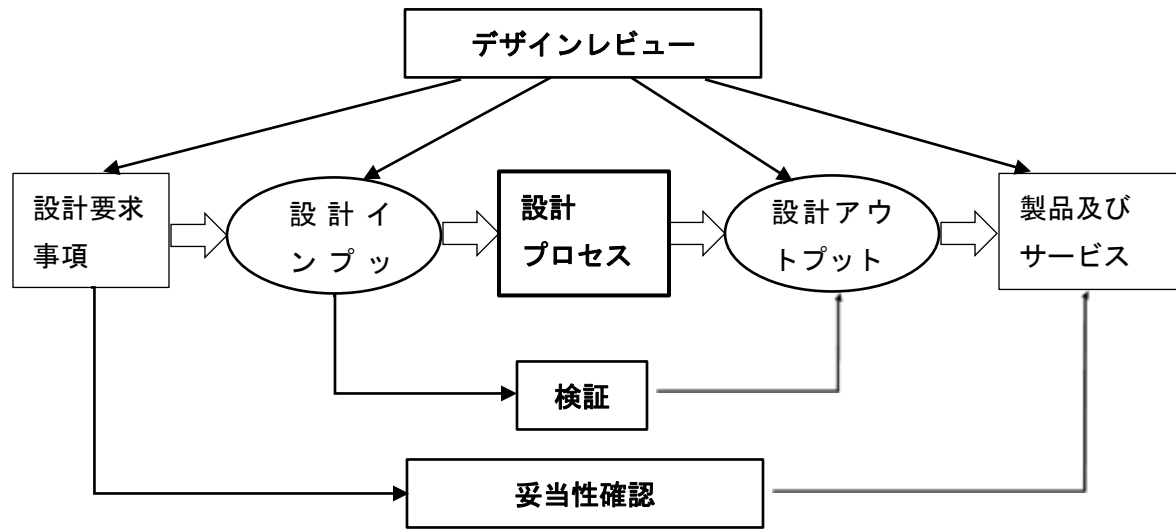 デザインレビュー
設計要求
事項
設計イ
ンプッ
設計
プロセス
設計アウ
トプット
製品及び
サービス
検証
妥当性確認